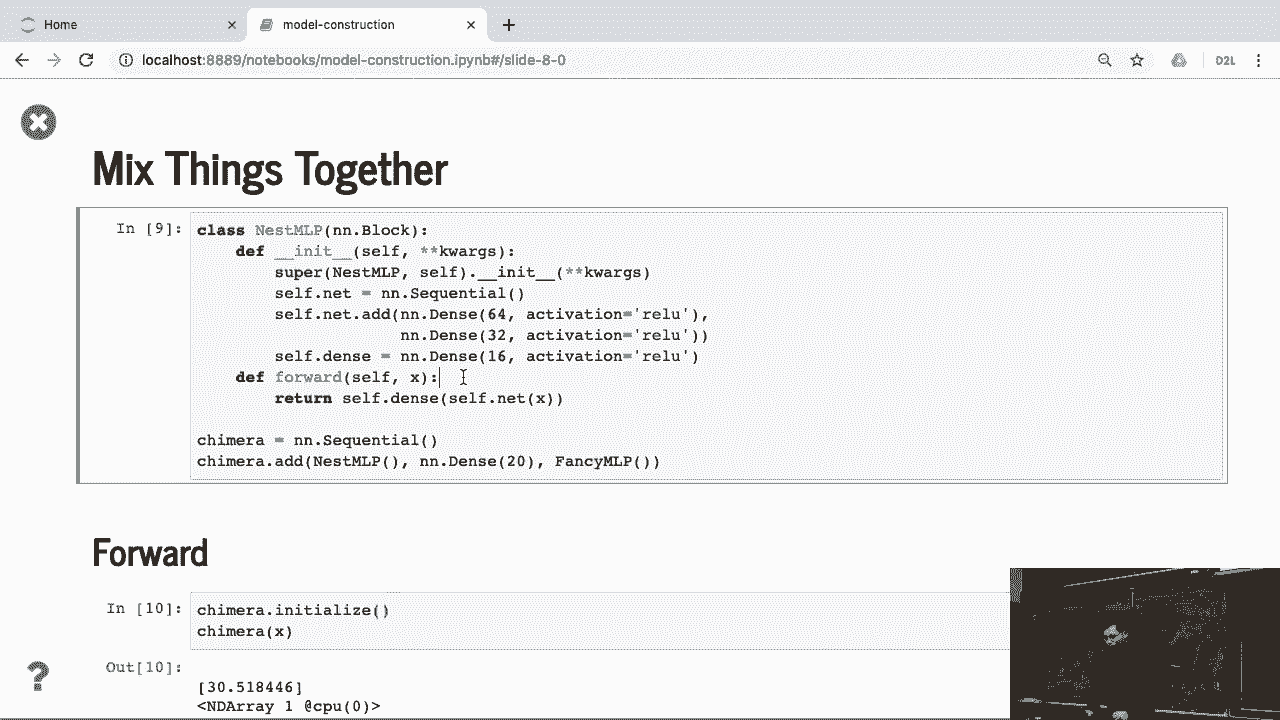 Home
model-construction
localhost:8889/notebooks/model-construction.ipynb#/slide-8-0
D2L
Mix Things Together
In [9]:
class NestMLP(nn.Block):
    def __init__(self, **kwargs):
        super(NestMLP, self).__init__(**kwargs)
        self.net = nn.Sequential()
        self.net.add(nn.Dense(64, activation='relu'),
                     nn.Dense(32, activation='relu'))
        self.dense = nn.Dense(16, activation='relu')
    def forward(self, x):
        return self.dense(self.net(x))
chimera = nn.Sequential()
chimera.add(NestMLP(), nn.Dense(20), FancyMLP())
Forward
In [10]:
chimera.initialize()
chimera(x)
Out[10]:
[30.518446]
<NDArray 1 @cpu(0)>